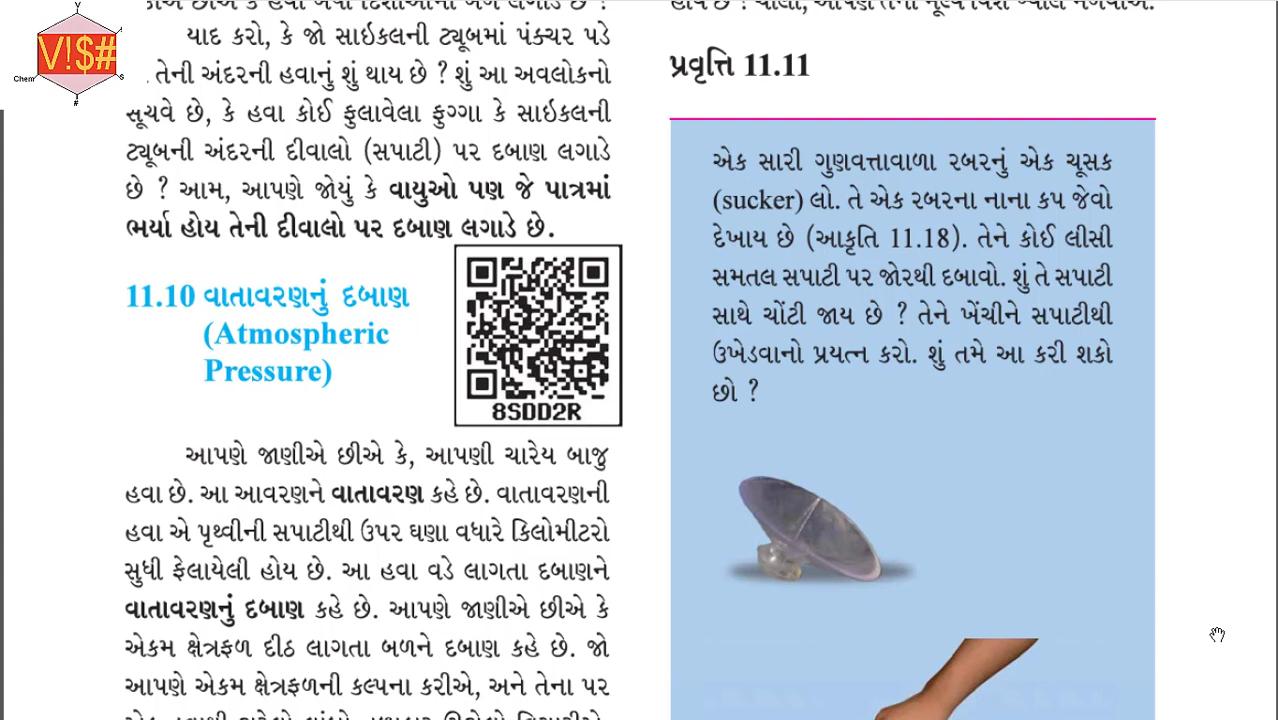 Y
V!$#
Chem
S
#
યાદ કરો, કે જો સાઇકલની ટ્યૂબમાં પંક્ચર પડે
તેની અંદરની હવાનું શું થાય છે ? શું આ અવલોકનો
સૂચવે છે, કે હવા કોઈ ફુલાવેલા ફુગ્ગા કે સાઇકલની
ટ્યૂબની અંદરની દીવાલો (સપાટી) પર દબાણ લગાડે
છે ? આમ, આપણે જોયું કે વાયુઓ પણ જે પાત્રમાં
ભર્યા હોય તેની દીવાલો પર દબાણ લગાડે છે.
11.10 વાતાવરણનું દબાણ
(Atmospheric
Pressure)
8SDD2R
આપણે જાણીએ છીએ કે, આપણી ચારેય બાજુ
હવા છે. આ આવરણને વાતાવરણ કહે છે. વાતાવરણની
હવા એ પૃથ્વીની સપાટીથી ઉપર ઘણા વધારે કિલોમીટરો
સુધી ફેલાયેલી હોય છે. આ હવા વડે લાગતા દબાણને
વાતાવરણનું દબાણ કહે છે. આપણે જાણીએ છીએ કે
એકમ ક્ષેત્રફળ દીઠ લાગતા બળને દબાણ કહે છે. જો
આપણે એકમ ક્ષેત્રફળની કલ્પના કરીએ, અને તેના પર
પ્રવૃત્તિ 11.11
એક સારી ગુણવત્તાવાળા રબરનું એક ચૂસક
(sucker) લો. તે એક રબરના નાના કપ જેવો
દેખાય છે (આકૃતિ 11.18). તેને કોઈ લીસી
સમતલ સપાટી પર જોરથી દબાવો. શું તે સપાટી
સાથે ચોંટી જાય છે ? તેને ખેંચીને સપાટીથી
ઉખેડવાનો પ્રયત્ન કરો. શું તમે આ કરી શકો
છો ?